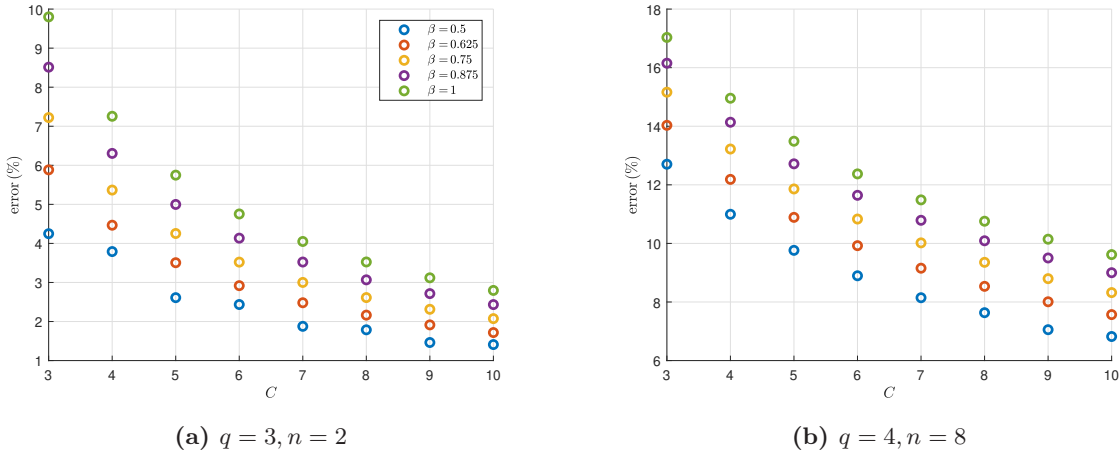 10
9
8
7
6
5
4
3
2
1
error (%)
3 4 5 6 7 8 9 10
C
β = 0.5
β = 0.625
β = 0.75
β = 0.875
β = 1
(a) q = 3, n = 2
18
16
14
12
10
8
6
error (%)
3 4 5 6 7 8 9 10
C
(b) q = 4, n = 8